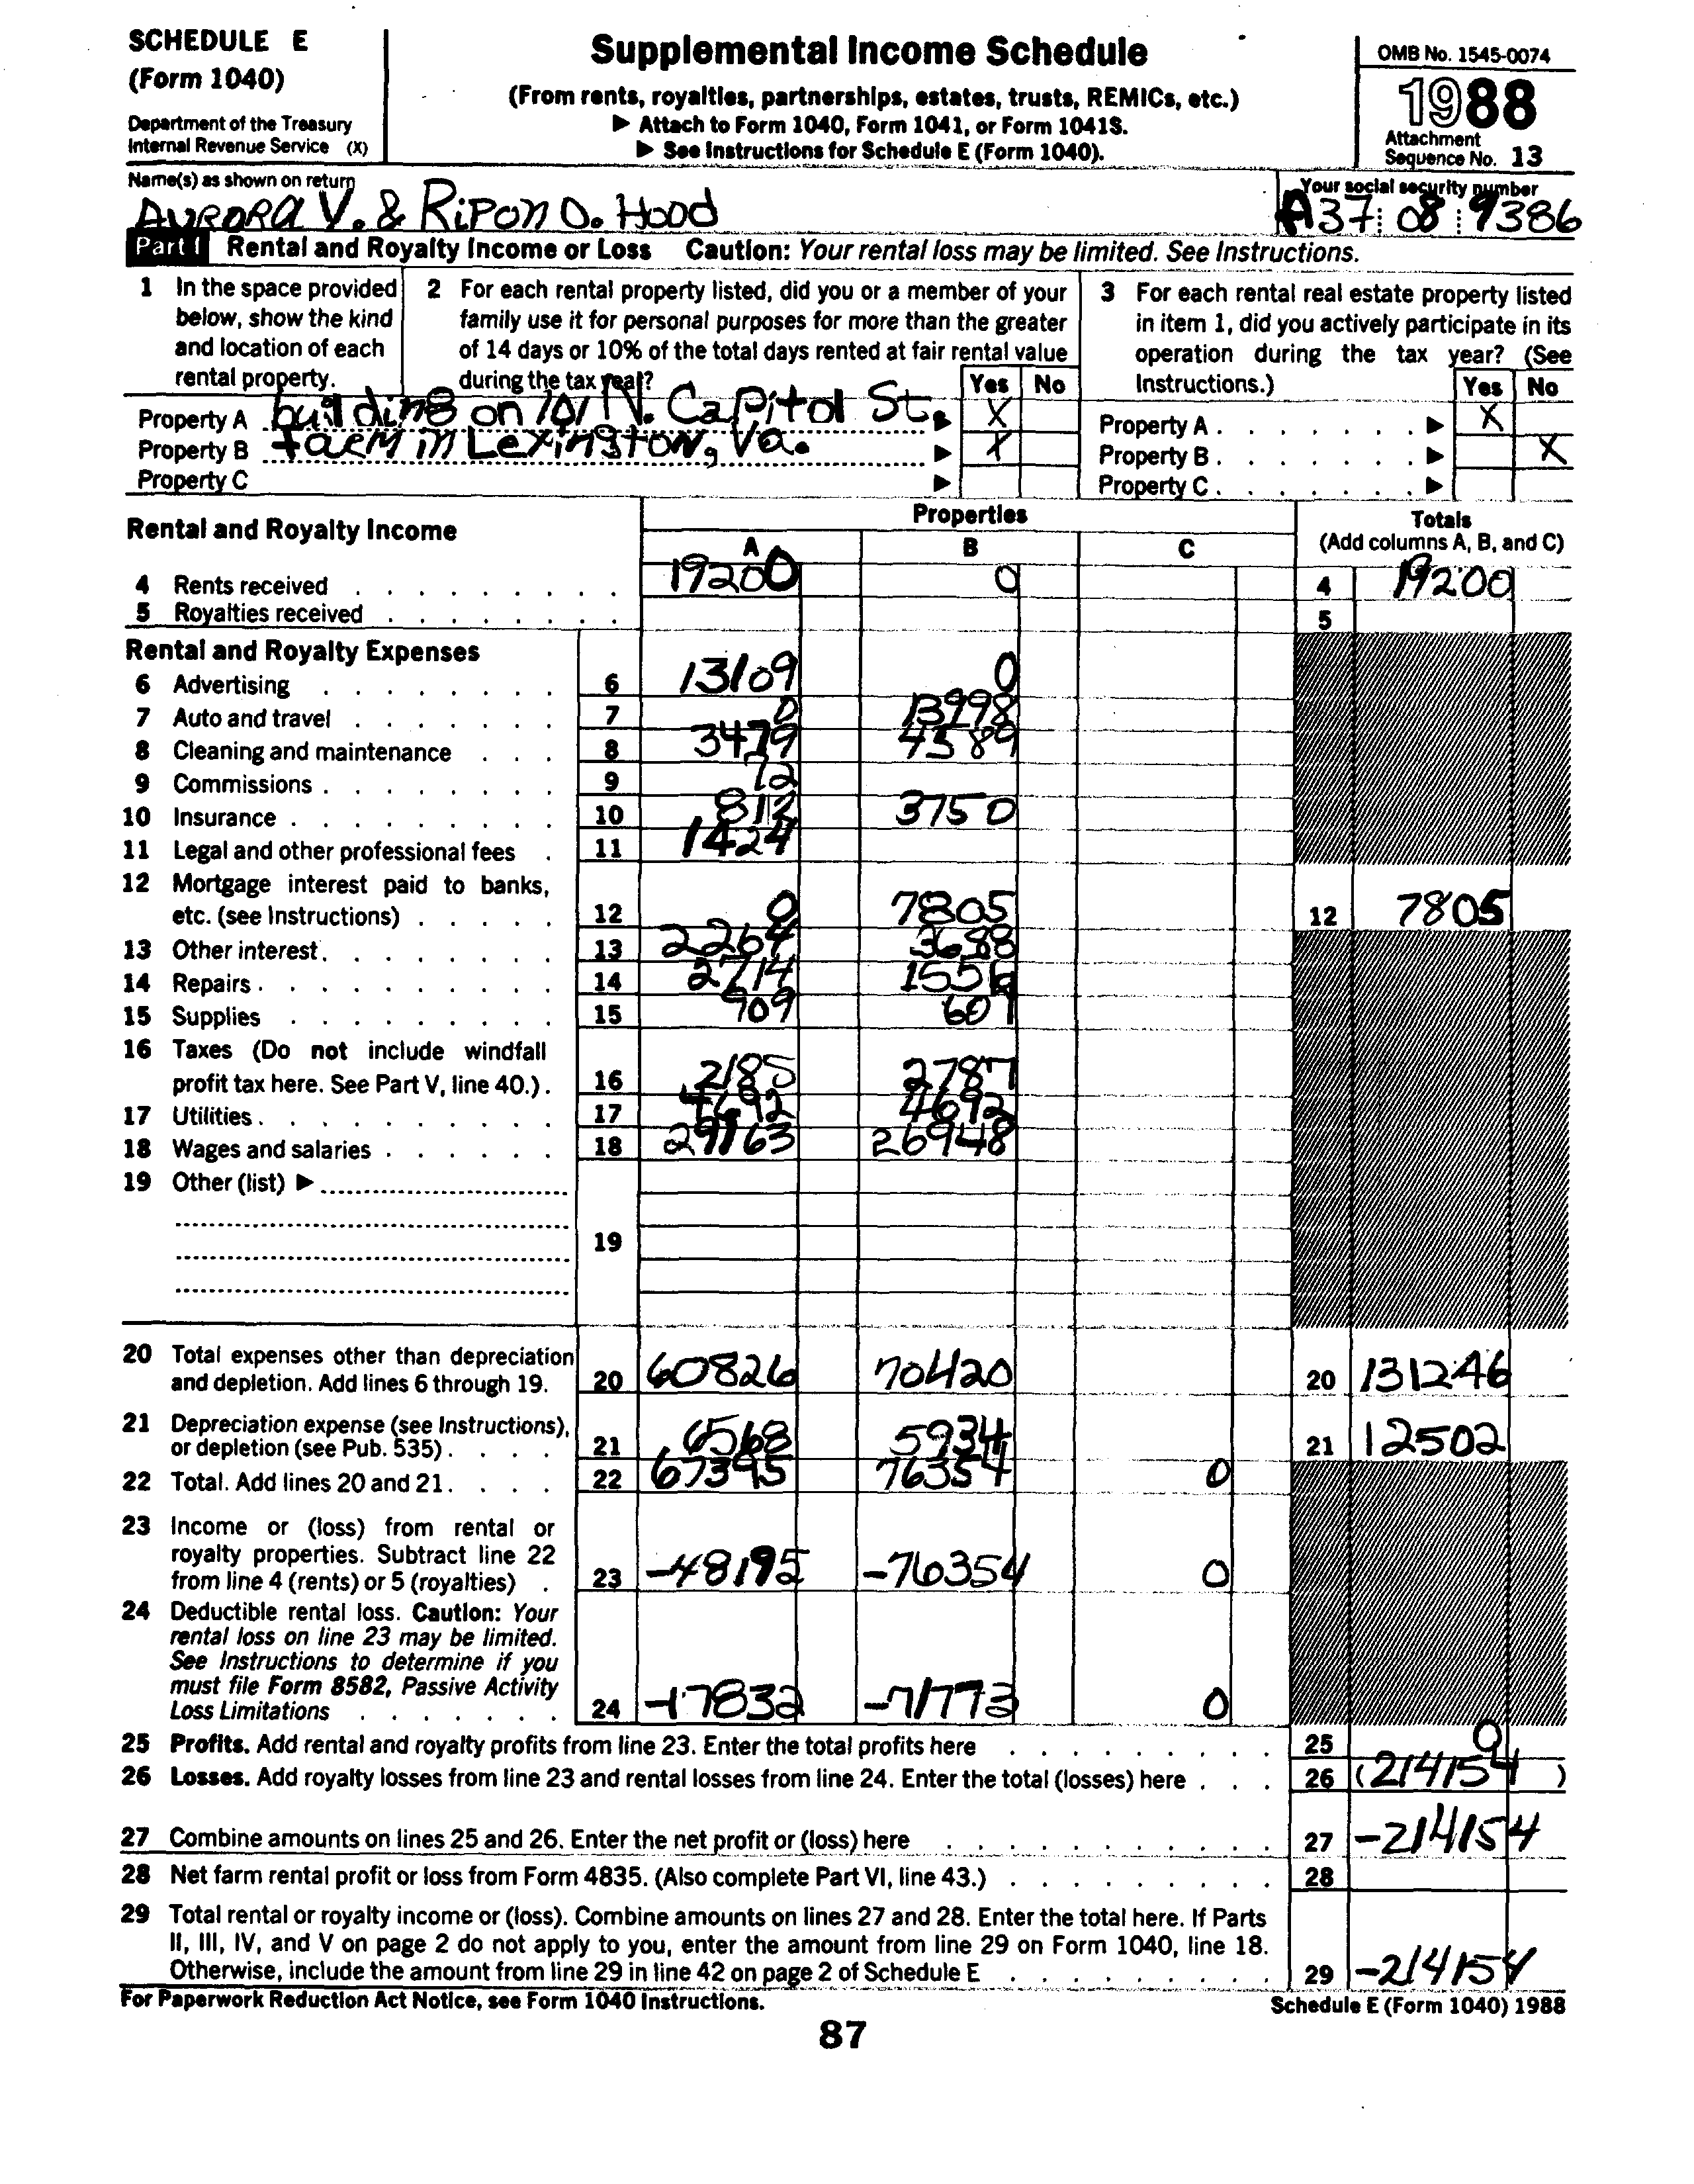 SCHEDULE E
(Form 1040)
Department of the Treasury
Internal Revenue Service (X)
Supplemental Income Schedule
(From rents, royalties, partnerships, estates, trusts, REMICs, etc.)
▶ Attach to Form 1040, Form 1041, or Form 1041S.
▶ See Instructions for Schedule E (Form 1040).
OMB No. 1545-0074
1988
Attachment
Sequence No. 13
Name(s) as shown on return
AURORA V. & RiPON O. HOOD
Your social security number
A37 08 9386
Part I Rental and Royalty Income or Loss Caution: Your rental loss may be limited. See Instructions.
1 In the space provided below, show the kind and location of each rental property.
2 For each rental property listed, did you or a member of your family use it for personal purposes for more than the greater of 14 days or 10% of the total days rented at fair rental value during the tax year? Yes No
3 For each rental real estate property listed in item 1, did you actively participate in its operation during the tax year? (See Instructions.) Yes No
Property A building on 101 N. Capitol St. ▶ X
Property A ▶ X
Property B farm in Lexington, Va. ▶ X
Property B ▶ X
Property C ▶
Property C ▶
Rental and Royalty Income
Properties
A B C
Totals
(Add columns A, B, and C)
4 Rents received 19200 0 4 19200
5 Royalties received 5
Rental and Royalty Expenses
6 Advertising 6 13109 0
7 Auto and travel 7 0 13998
8 Cleaning and maintenance 8 3479 4589
9 Commissions 9 72
10 Insurance 10 812 3750
11 Legal and other professional fees 11 1424
12 Mortgage interest paid to banks, etc. (see Instructions) 12 0 7805 12 7805
13 Other interest 13 2264 3688
14 Repairs 14 2714 1556
15 Supplies 15 909 607
16 Taxes (Do not include windfall profit tax here. See Part V, line 40.) 16 2185 2787
17 Utilities 17 4692 4692
18 Wages and salaries 18 29163 26948
19 Other (list) ▶
19
20 Total expenses other than depreciation and depletion. Add lines 6 through 19. 20 60826 70420 20 131246
21 Depreciation expense (see Instructions), or depletion (see Pub. 535) 21 6568 5934 21 12502
22 Total. Add lines 20 and 21 22 67395 76354 0
23 Income or (loss) from rental or royalty properties. Subtract line 22 from line 4 (rents) or 5 (royalties) 23 -48195 -76354 0
24 Deductible rental loss. Caution: Your rental loss on line 23 may be limited. See Instructions to determine if you must file Form 8582, Passive Activity Loss Limitations 24 -17832 -71773 0
25 Profits. Add rental and royalty profits from line 23. Enter the total profits here 25 0
26 Losses. Add royalty losses from line 23 and rental losses from line 24. Enter the total (losses) here 26 (214154)
27 Combine amounts on lines 25 and 26. Enter the net profit or (loss) here 27 -214154
28 Net farm rental profit or loss from Form 4835. (Also complete Part VI, line 43.) 28
29 Total rental or royalty income or (loss). Combine amounts on lines 27 and 28. Enter the total here. If Parts II, III, IV, and V on page 2 do not apply to you, enter the amount from line 29 on Form 1040, line 18. Otherwise, include the amount from line 29 in line 42 on page 2 of Schedule E 29 -214154
For Paperwork Reduction Act Notice, see Form 1040 Instructions.
Schedule E (Form 1040) 1988
87